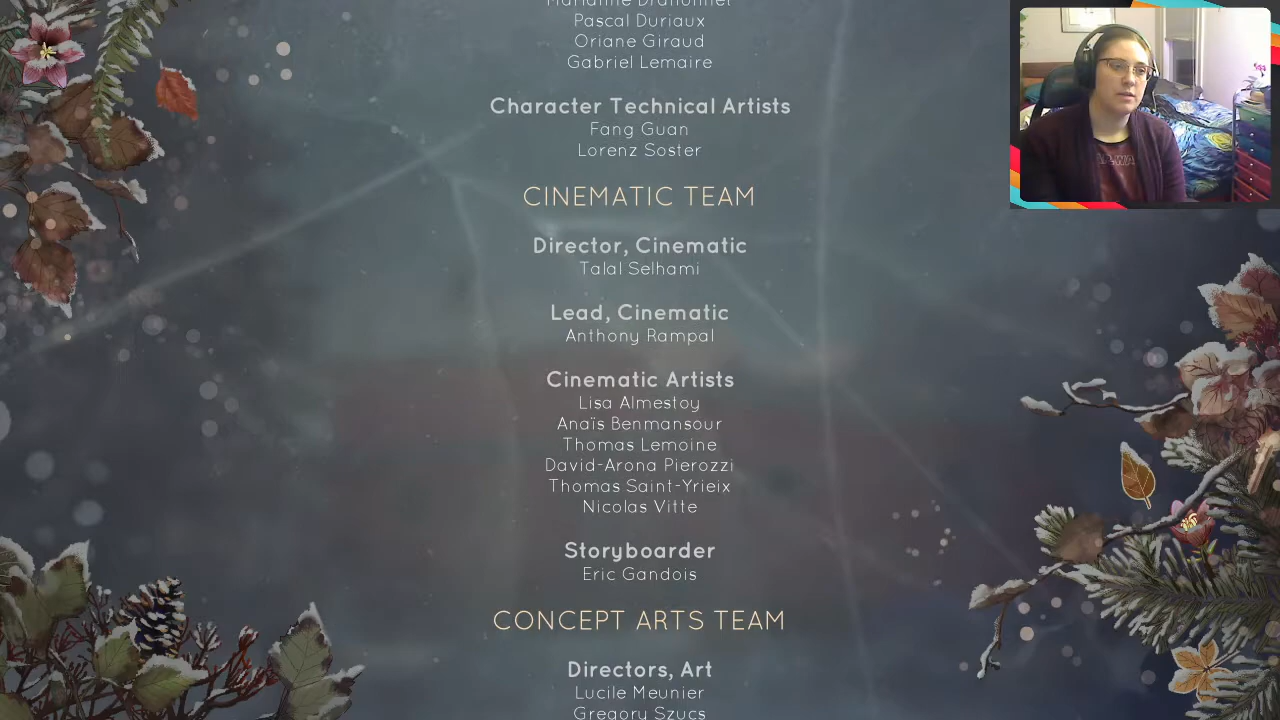 Pascal Duriaux
Oriane Giraud
Gabriel Lemaire
Character Technical Artists
Fang Guan
Lorenz Soster
CINEMATIC TEAM
Director, Cinematic
Talal Selhami
Lead, Cinematic
Anthony Rampal
Cinematic Artists
Lisa Almestoy
Anaïs Benmansour
Thomas Lemoine
David-Arona Pierozzi
Thomas Saint-Yrieix
Nicolas Vitte
Storyboarder
Eric Gandois
CONCEPT ARTS TEAM
Directors, Art
Lucile Meunier
Gregory Szucs